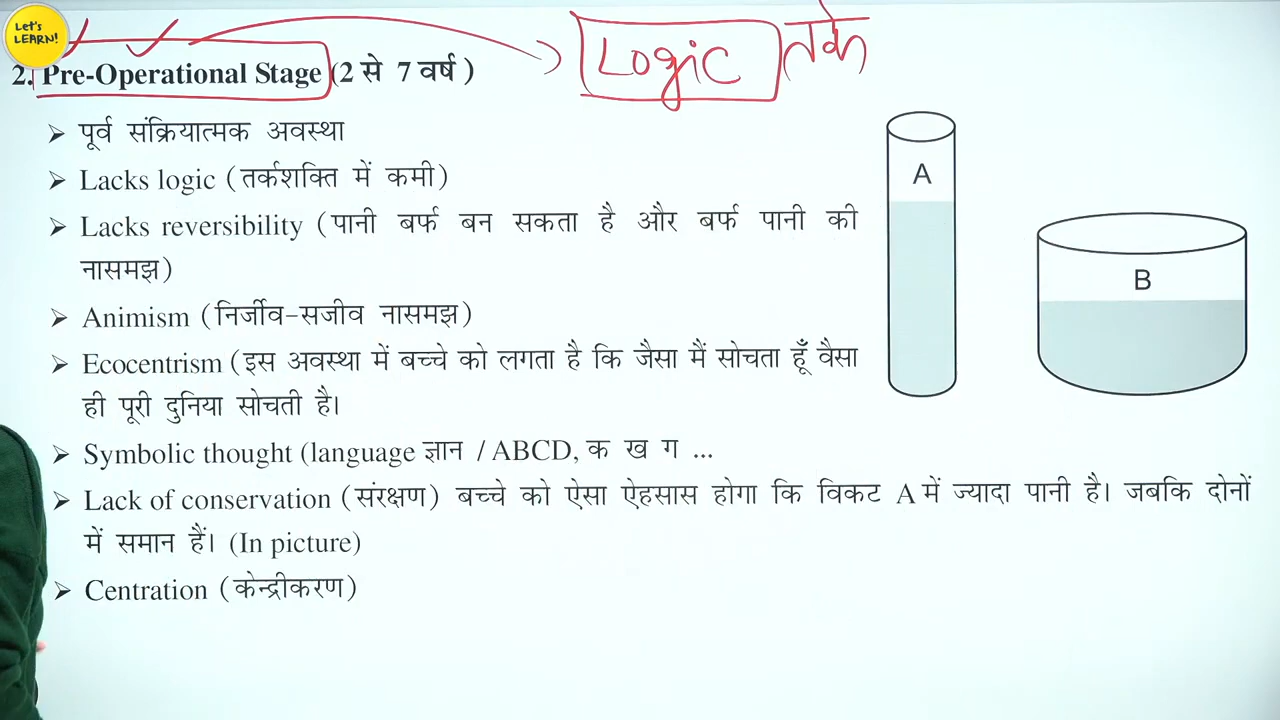 Let's
LEARN!
Logic तर्क
2. Pre-Operational Stage (2 से 7 वर्ष )
➢ पूर्व संक्रियात्मक अवस्था
➢ Lacks logic (तर्कशक्ति में कमी)
➢ Lacks reversibility (पानी बर्फ बन सकता है और बर्फ पानी की
नासमझ)
➢ Animism (निर्जीव-सजीव नासमझ)
➢ Ecocentrism (इस अवस्था में बच्चे को लगता है कि जैसा मैं सोचता हूँ वैसा
ही पूरी दुनिया सोचती है।
➢ Symbolic thought (language ज्ञान / ABCD, क ख ग ...
➢ Lack of conservation (संरक्षण) बच्चे को ऐसा ऐहसास होगा कि विकट A में ज्यादा पानी है। जबकि दोनों
में समान हैं। (In picture)
➢ Centration (केन्द्रीकरण)
A
B